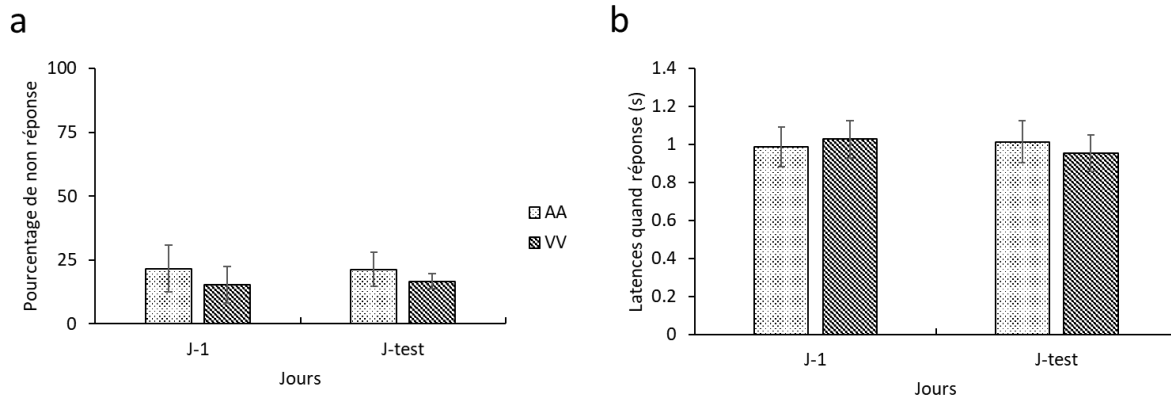 a
Pourcentage de non réponse
100
75
50
25
0
J-1
J-test
Jours
AA
VV
b
Latences quand réponse (s)
1.4
1.2
1
0.8
0.6
0.4
0.2
0
J-1
J-test
Jours